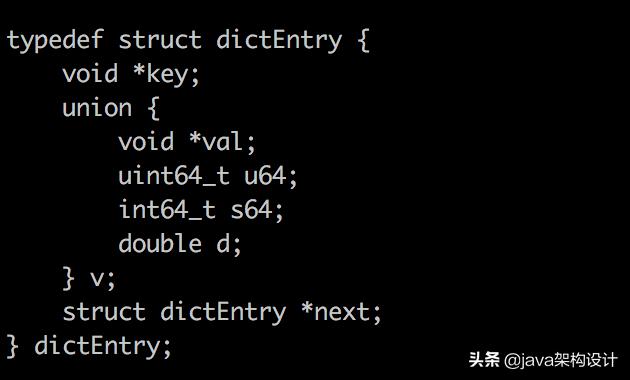 typedef struct dictEntry {
    void *key;
    union {
        void *val;
        uint64_t u64;
        int64_t s64;
        double d;
    } v;
    struct dictEntry *next;
} dictEntry;
头条 @java架构设计